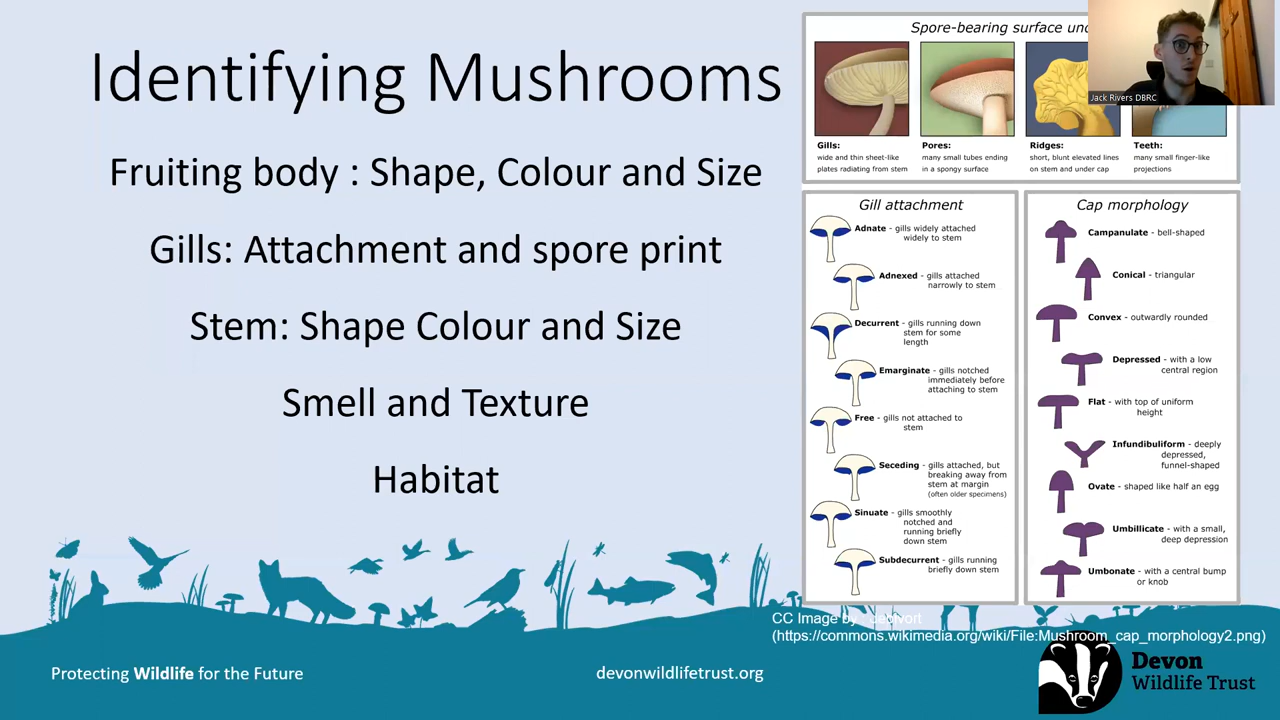 Identifying Mushrooms
Fruiting body : Shape, Colour and Size
Gills: Attachment and spore print
Stem: Shape Colour and Size
Smell and Texture
Habitat
Spore-bearing surface
Jack Rivers DBRC
Gills:
wide and thin sheet-like
plates radiating from stem
Pores:
many small tubes ending
in a spongy surface
Ridges:
short, blunt elevated lines
on stem and under cap
Teeth:
many small finger-like
projections
Gill attachment
Adnate - gills widely attached
widely to stem
Adnexed - gills attached
narrowly to stem
Decurrent - gills running down
stem for some
length
Emarginate - gills notched
immediately before
attaching to stem
Free - gills not attached to
stem
Seceding - gills attached, but
breaking away from
stem at margin
(often older specimens)
Sinuate - gills smoothly
notched and
running briefly
down stem
Subdecurrent - gills running
briefly down stem
Cap morphology
Campanulate - bell-shaped
Conical - triangular
Convex - outwardly rounded
Depressed - with a low
central region
Flat - with top of uniform
height
Infundibuliform - deeply
depressed,
funnel-shaped
Ovate - shaped like half an egg
Umbillicate - with a small,
deep depression
Umbonate - with a central bump
or knob
CC Image by :
(https://commons.wikimedia.org/wiki/File:Mushroom_cap_morphology2.png)
Protecting Wildlife for the Future
devonwildlifetrust.org
Devon
Wildlife Trust